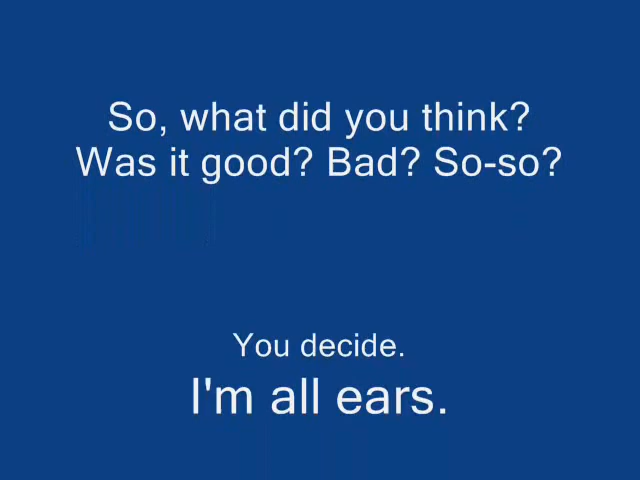 So, what did you think?
Was it good? Bad? So-so?
You decide.
I'm all ears.